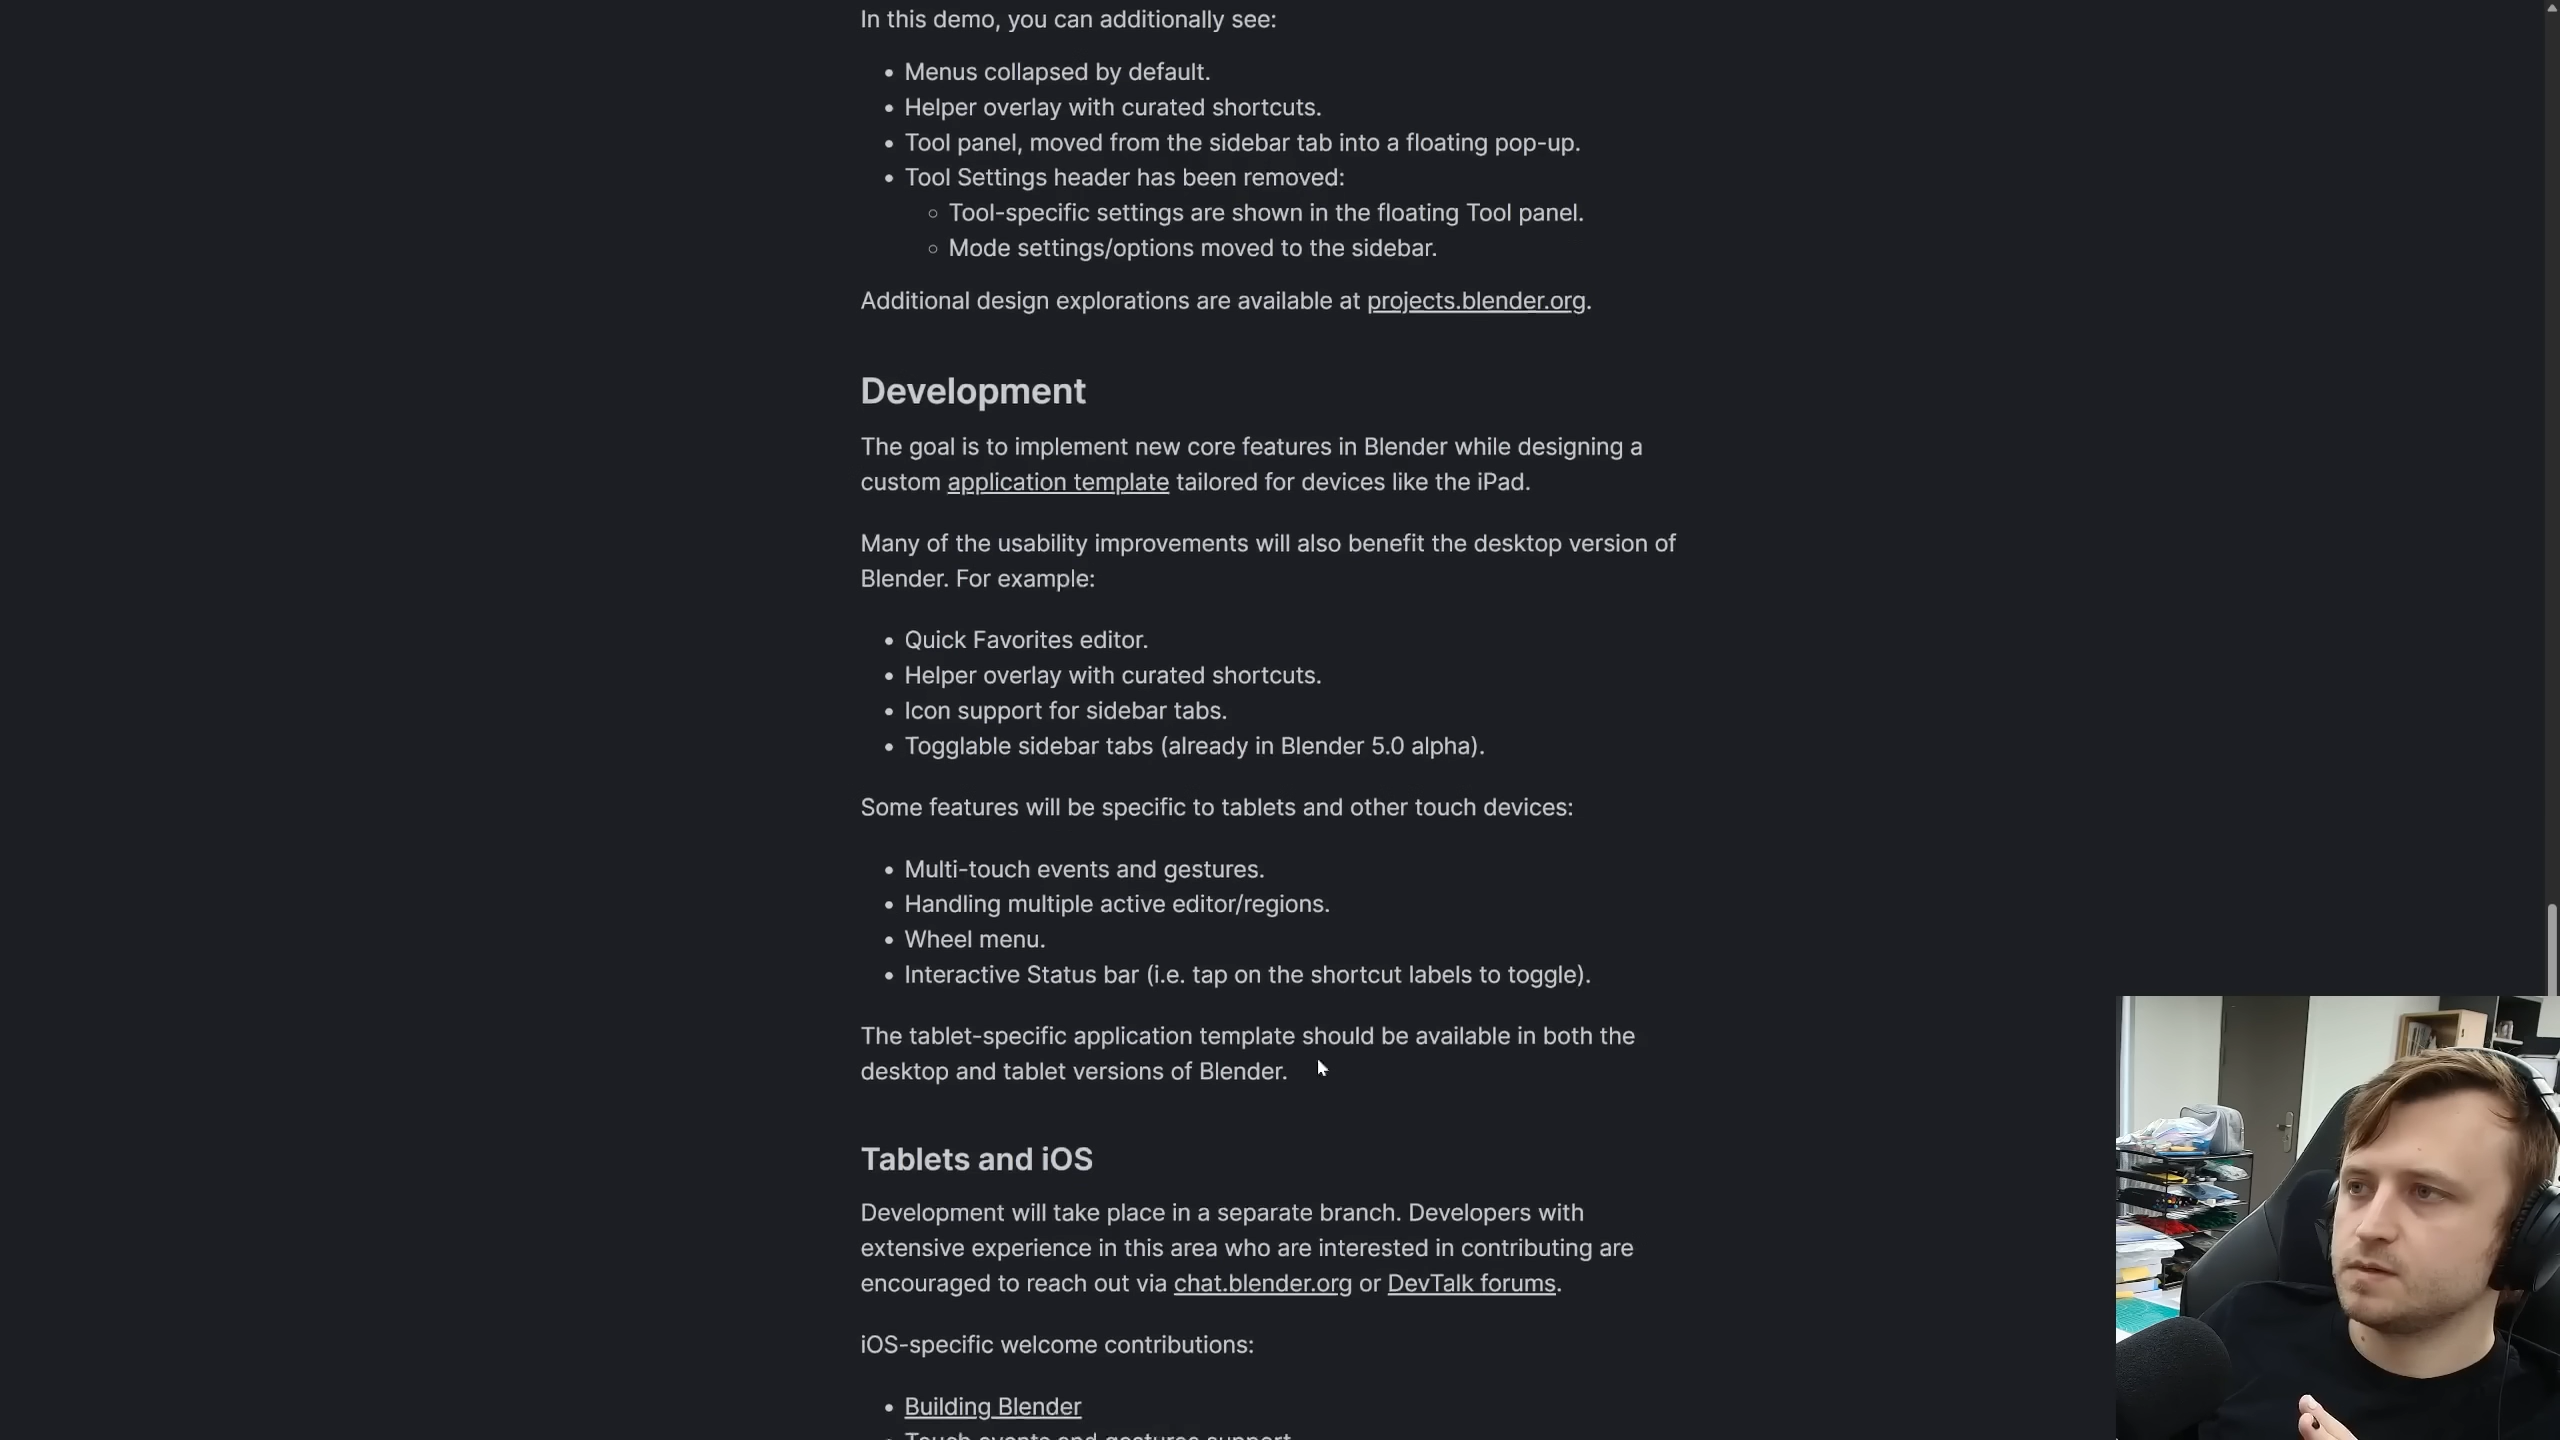 In this demo, you can additionally see:
• Menus collapsed by default.
• Helper overlay with curated shortcuts.
• Tool panel, moved from the sidebar tab into a floating pop-up.
• Tool Settings header has been removed:
◦ Tool-specific settings are shown in the floating Tool panel.
◦ Mode settings/options moved to the sidebar.
Additional design explorations are available at projects.blender.org.
Development
The goal is to implement new core features in Blender while designing a
custom application template tailored for devices like the iPad.
Many of the usability improvements will also benefit the desktop version of
Blender. For example:
• Quick Favorites editor.
• Helper overlay with curated shortcuts.
• Icon support for sidebar tabs.
• Togglable sidebar tabs (already in Blender 5.0 alpha).
Some features will be specific to tablets and other touch devices:
• Multi-touch events and gestures.
• Handling multiple active editor/regions.
• Wheel menu.
• Interactive Status bar (i.e. tap on the shortcut labels to toggle).
The tablet-specific application template should be available in both the
desktop and tablet versions of Blender.
Tablets and iOS
Development will take place in a separate branch. Developers with
extensive experience in this area who are interested in contributing are
encouraged to reach out via chat.blender.org or DevTalk forums.
iOS-specific welcome contributions:
• Building Blender
• Touch events and gestures support